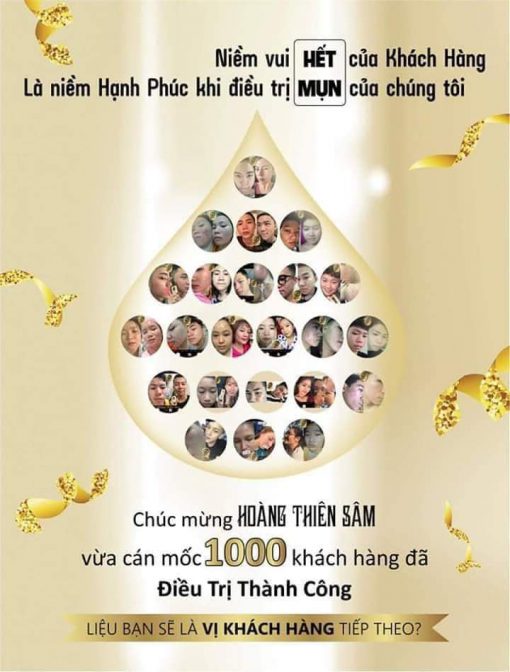 Niềm vui HẾT của Khách Hàng
Là niềm Hạnh Phúc khi điều trị MỤN của chúng tôi
Chúc mừng HOÀNG THIÊN SÂM
vừa cán mốc 1000 khách hàng đã
Điều Trị Thành Công
LIỆU BẠN SẼ LÀ VỊ KHÁCH HÀNG TIẾP THEO?